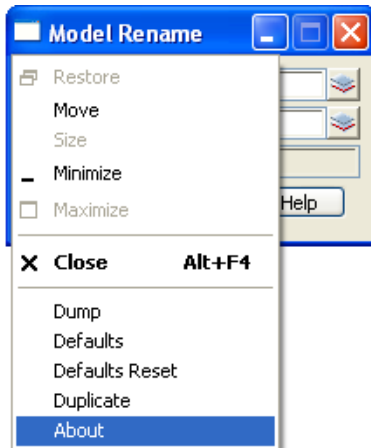 Model Rename
Restore
Move
Size
Minimize
Maximize
Help
Close Alt+F4
Dump
Defaults
Defaults Reset
Duplicate
About